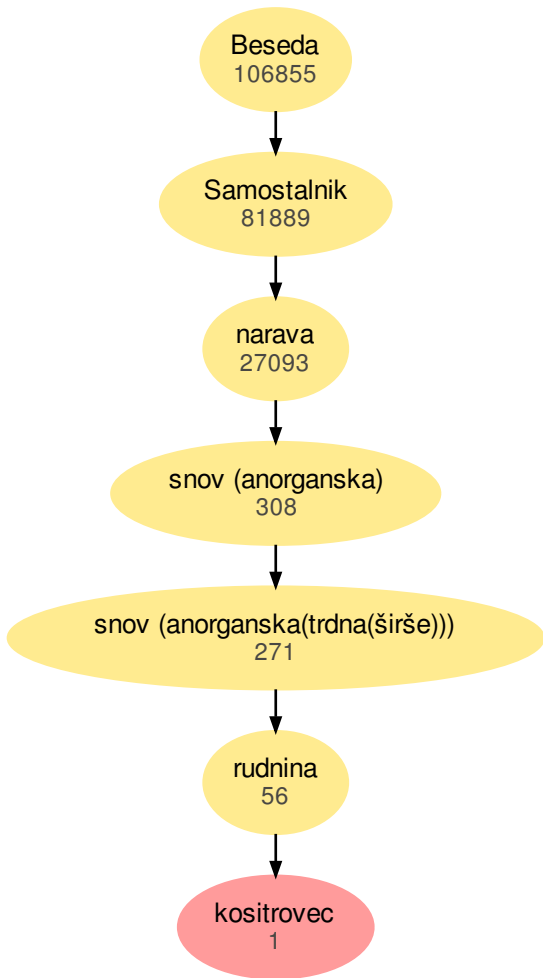 Beseda
106855
Samostalnik
81889
narava
27093
snov (anorganska)
308
snov (anorganska(trdna(širše)))
271
rudnina
56
kositrovec
1